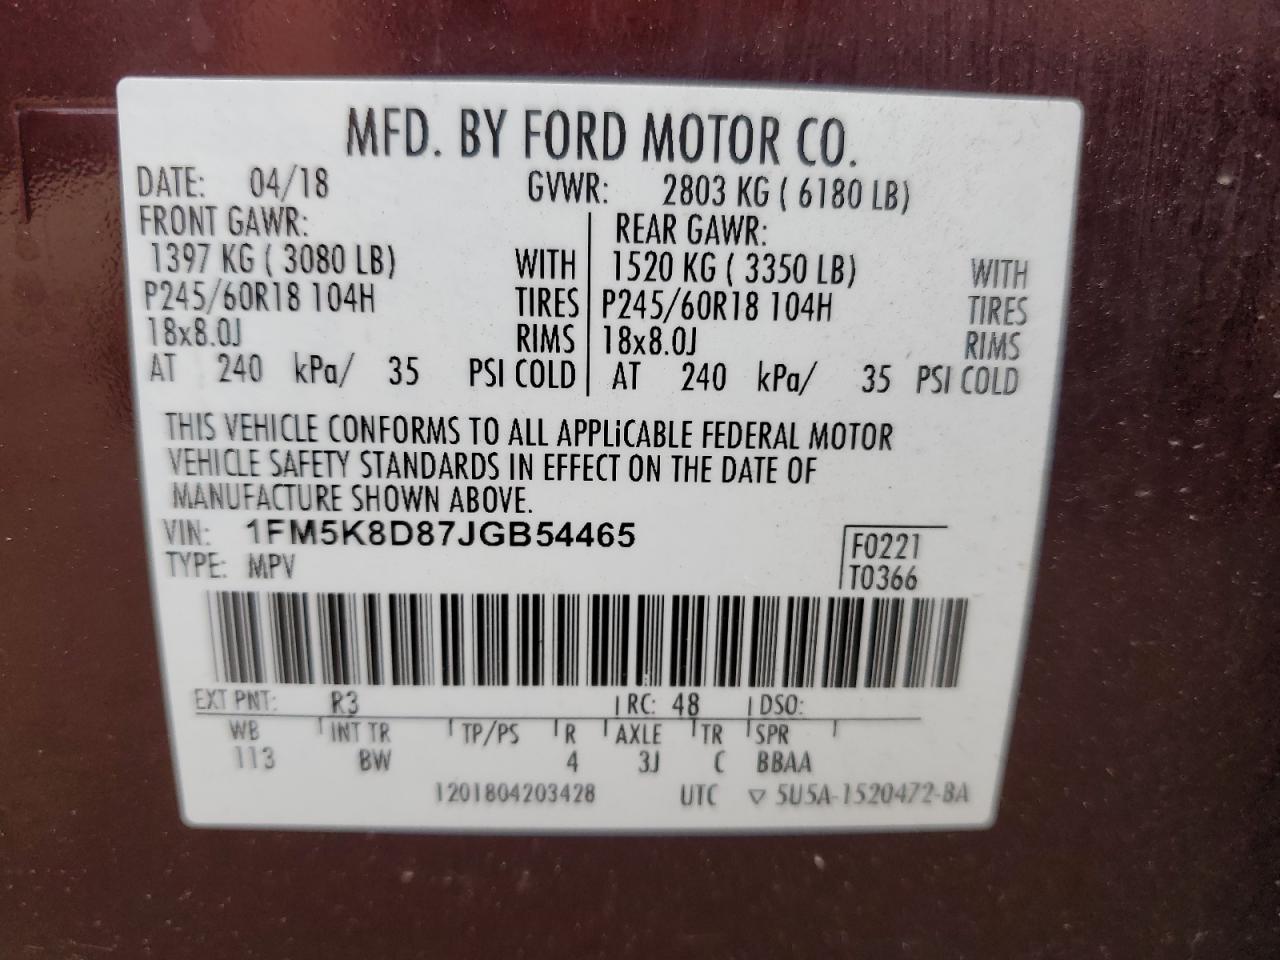 MFD. BY FORD MOTOR CO.
DATE: 04/18 GVWR: 2803 KG ( 6180 LB)
FRONT GAWR: REAR GAWR:
1397 KG ( 3080 LB) WITH 1520 KG ( 3350 LB) WITH
P245/60R18 104H TIRES P245/60R18 104H TIRES
18x8.0J RIMS 18x8.0J RIMS
AT 240 kPa/ 35 PSI COLD AT 240 kPa/ 35 PSI COLD
THIS VEHICLE CONFORMS TO ALL APPLiCABLE FEDERAL MOTOR
VEHICLE SAFETY STANDARDS IN EFFECT ON THE DATE OF
MANUFACTURE SHOWN ABOVE.
VIN: 1FM5K8D87JGB54465 F0221
TYPE: MPV T0366
EXT PNT: R3 RC: 48 DSO:
WB INT TR TP/PS R AXLE TR SPR
113 BW 4 3J C BBAA
1201804203428 UTC ▽ 5U5A-1520472-BA